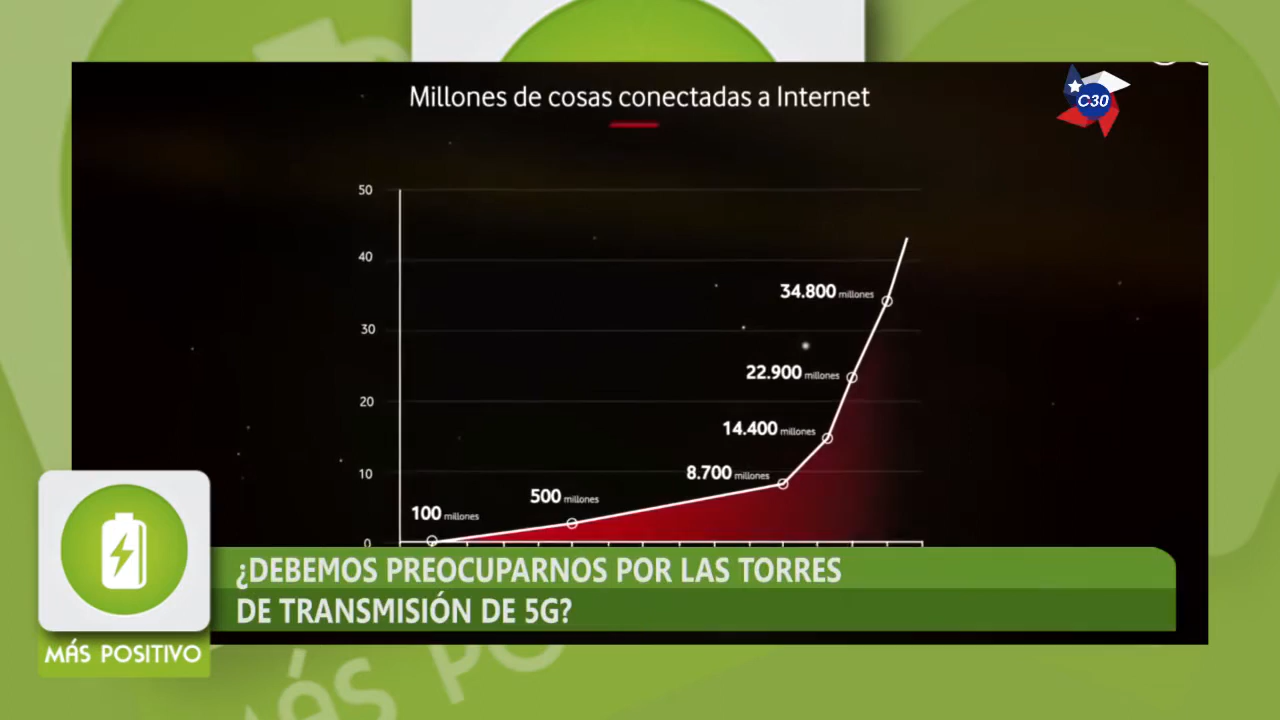 Millones de cosas conectadas a Internet
C30
50
40
30
20
10
0
34.800 millones
22.900 millones
14.400 millones
8.700 millones
500 millones
100 millones
¿DEBEMOS PREOCUPARNOS POR LAS TORRES
DE TRANSMISIÓN DE 5G?
MÁS POSITIVO